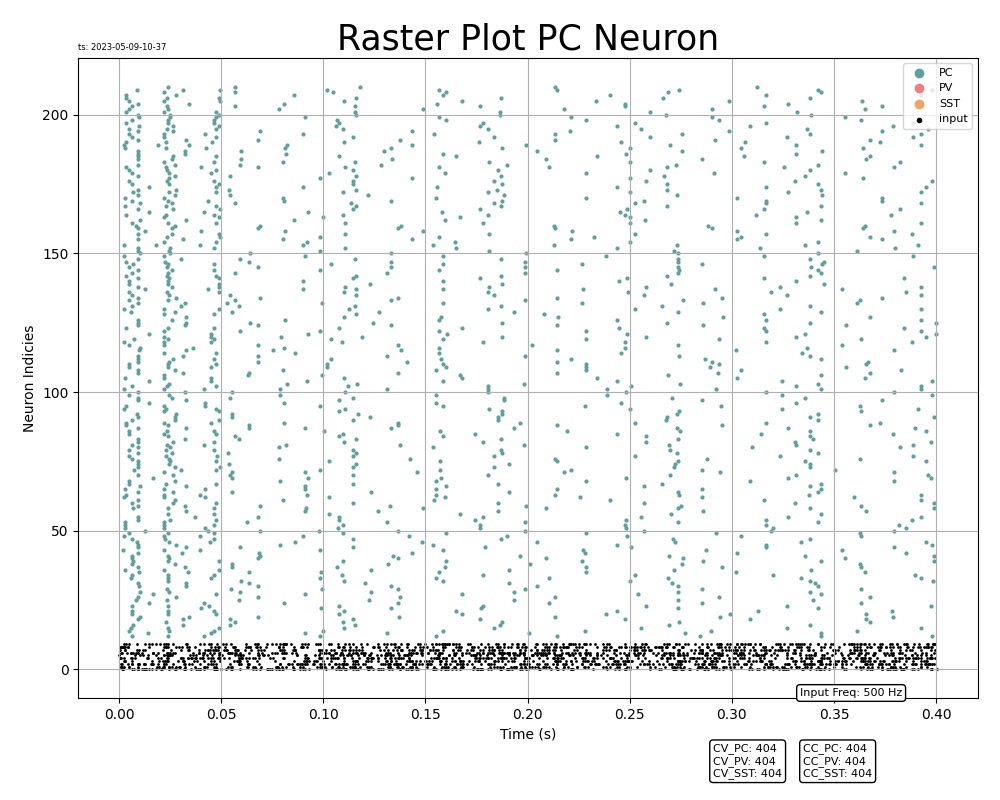 Raster Plot PC Neuron
ts: 2023-05-09-10-37
PC
PV
SST
input
200
150
100
50
0
Neuron Indicies
0.00 0.05 0.10 0.15 0.20 0.25 0.30 0.35 0.40
Time (s)
Input Freq: 500 Hz
CV_PC: 404
CV_PV: 404
CV_SST: 404
CC_PC: 404
CC_PV: 404
CC_SST: 404